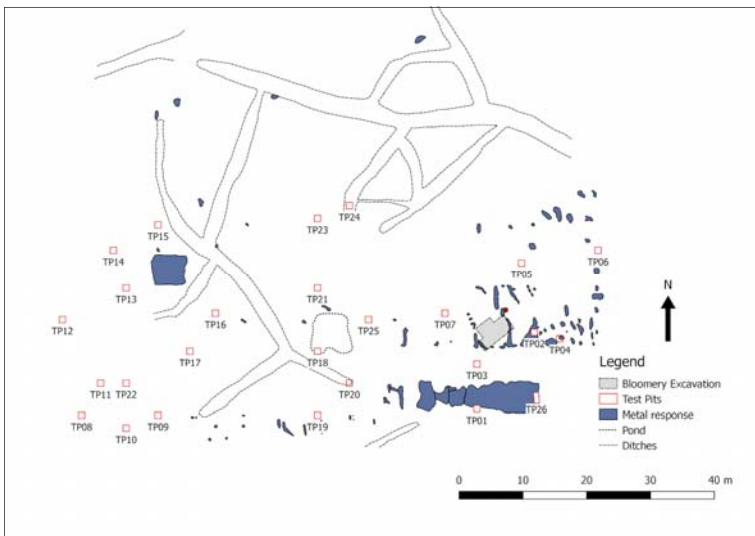 TP24
TP23
TP15
TP14
TP06
TP05
TP13
TP21
N
TP12
TP16
TP25
TP07
TP02
TP04
TP17
TP18
TP03
Legend
Bloomery Excavation
Test Pits
Metal response
Pond
Ditches
TP11
TP22
TP20
TP26
TP08
TP10
TP09
TP19
TP01
0
10
20
30
40 m